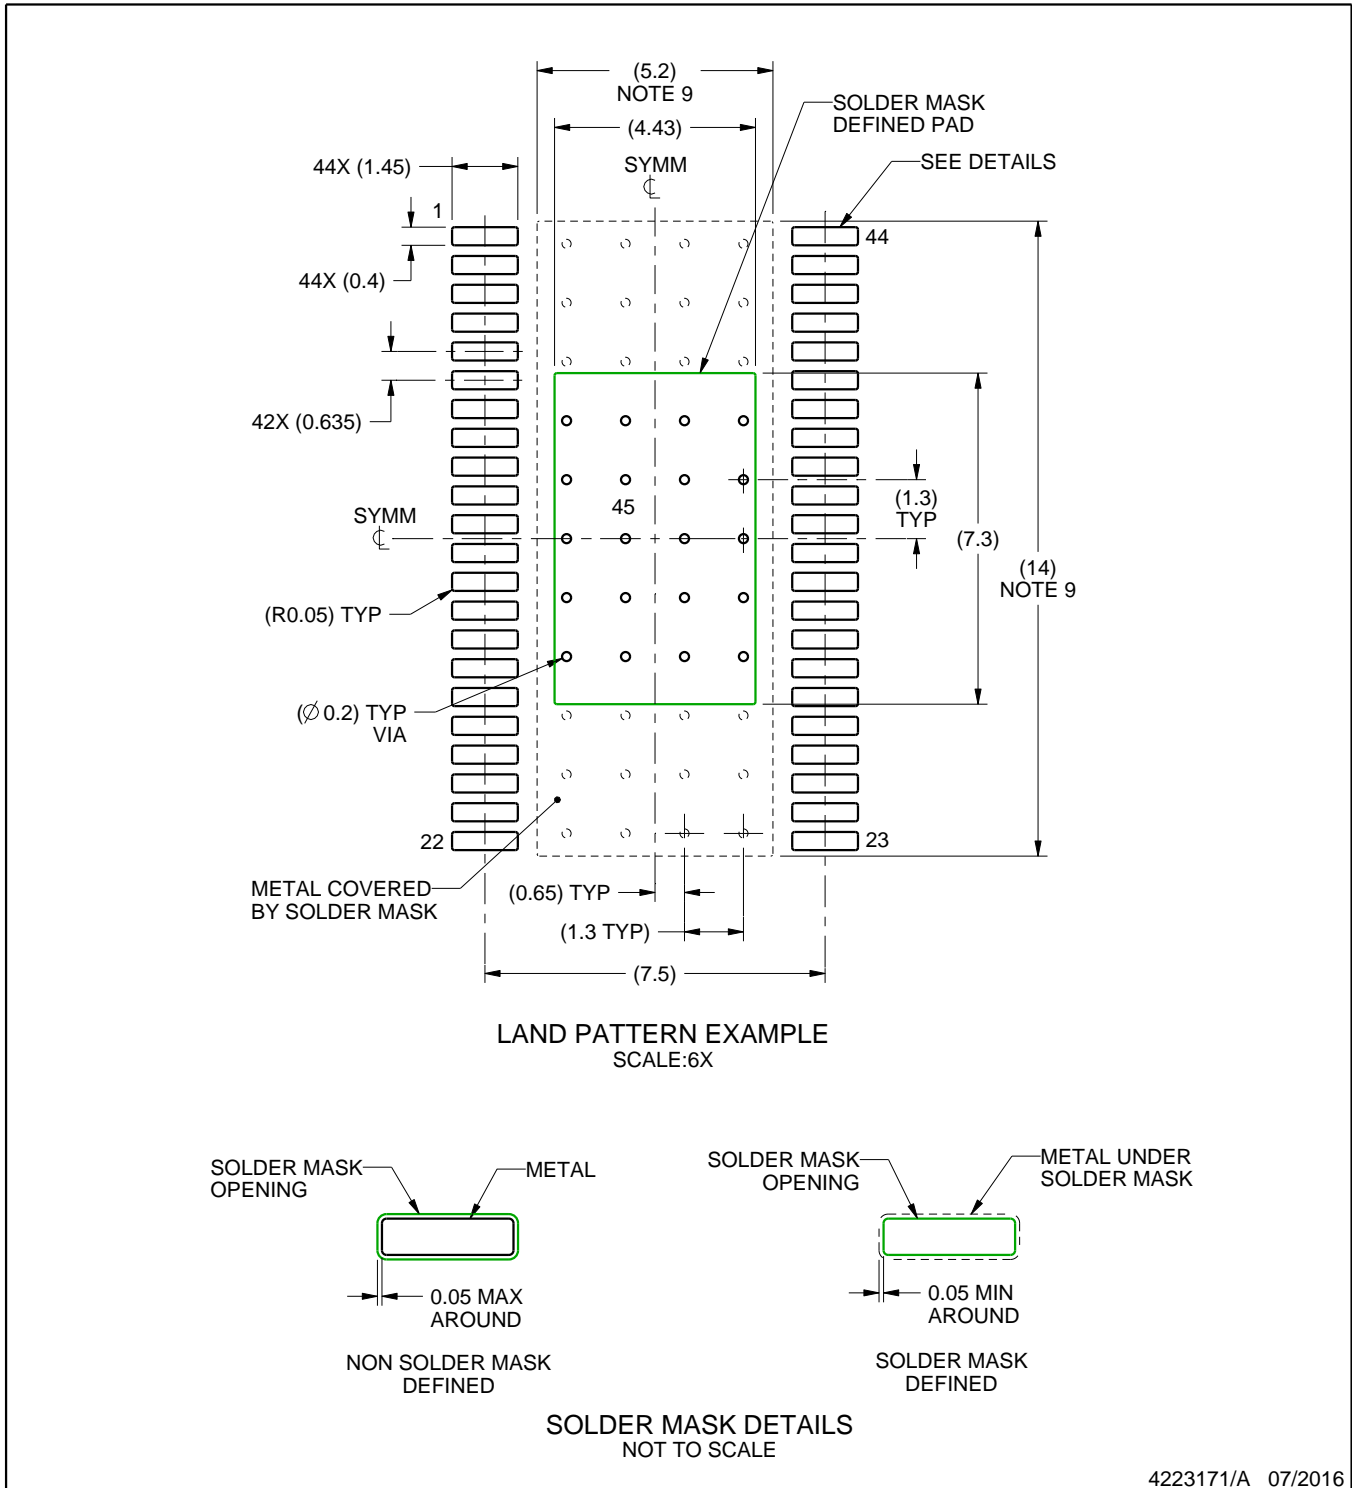 (5.2)
NOTE 9
SOLDER MASK
DEFINED PAD
(4.43)
44X (1.45)
SYMM
SEE DETAILS
1
44
44X (0.4)
42X (0.635)
45
(1.3)
TYP
SYMM
(7.3)
(14)
NOTE 9
(R0.05) TYP
(∅ 0.2) TYP
VIA
22
23
METAL COVERED
BY SOLDER MASK
(0.65) TYP
(1.3 TYP)
(7.5)
LAND PATTERN EXAMPLE
SCALE:6X
SOLDER MASK
OPENING
METAL
0.05 MAX
AROUND
NON SOLDER MASK
DEFINED
SOLDER MASK
OPENING
METAL UNDER
SOLDER MASK
0.05 MIN
AROUND
SOLDER MASK
DEFINED
SOLDER MASK DETAILS
NOT TO SCALE
4223171/A 07/2016